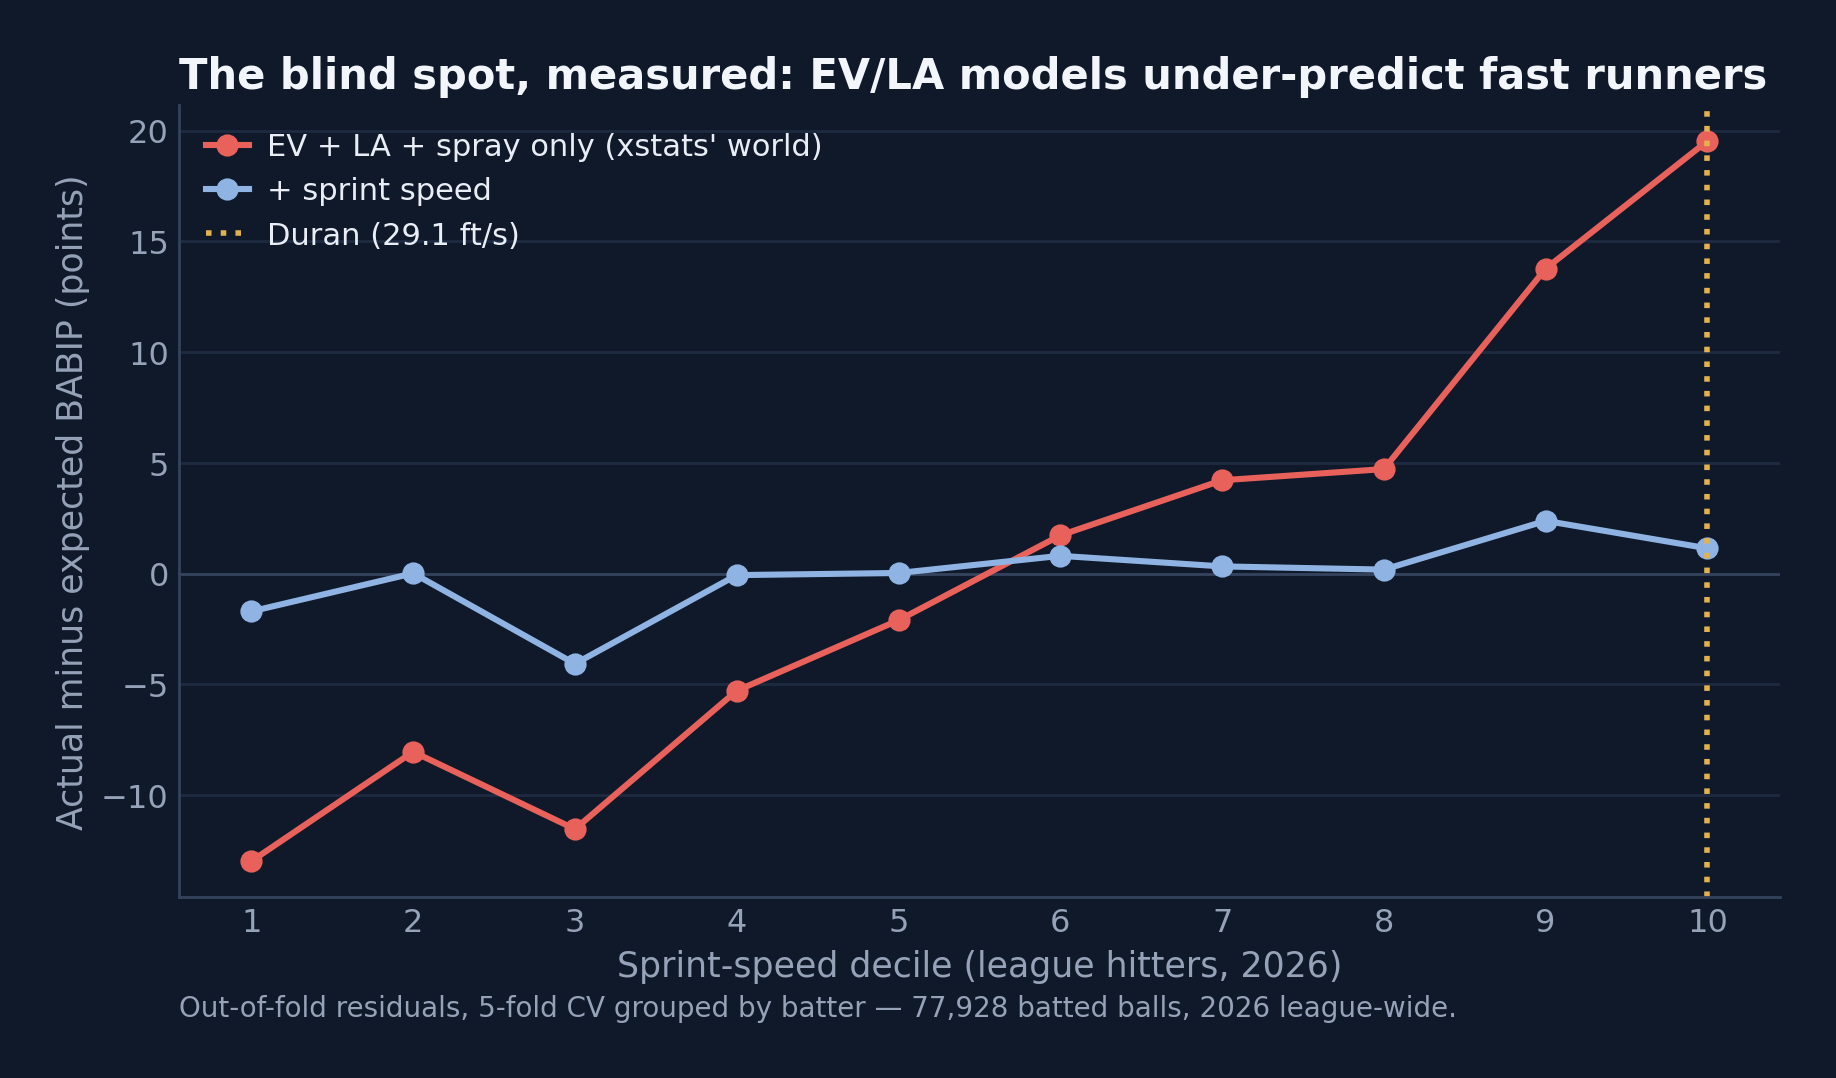 The blind spot, measured: EV/LA models under-predict fast runners
EV + LA + spray only (xstats' world)
+ sprint speed
Duran (29.1 ft/s)
Actual minus expected BABIP (points)
20
15
10
5
0
−5
−10
1 2 3 4 5 6 7 8 9 10
Sprint-speed decile (league hitters, 2026)
Out-of-fold residuals, 5-fold CV grouped by batter — 77,928 batted balls, 2026 league-wide.